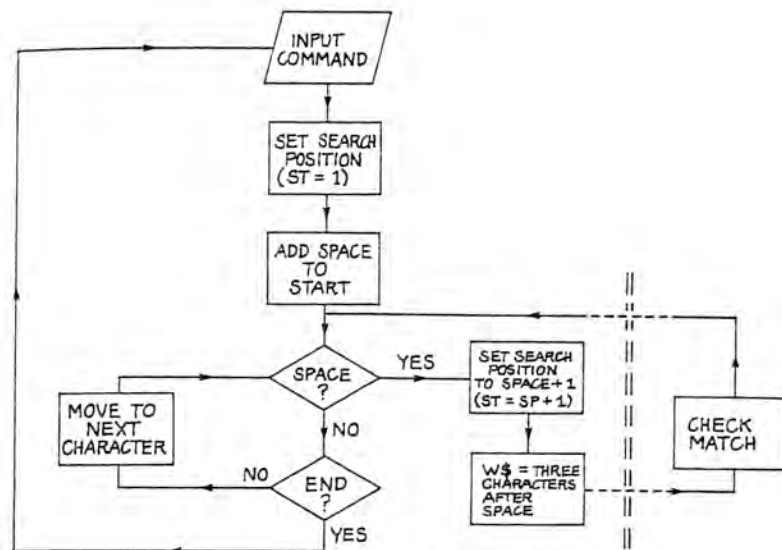 INPUT
COMMAND
SET SEARCH
POSITION
(ST = 1)
ADD SPACE
TO
START
SPACE
?
YES
SET SEARCH
POSITION
TO SPACE+1
(ST = SP+1)
MOVE TO
NEXT
CHARACTER
NO
CHECK
MATCH
NO
END
?
W$ = THREE
CHARACTERS
AFTER
SPACE
YES